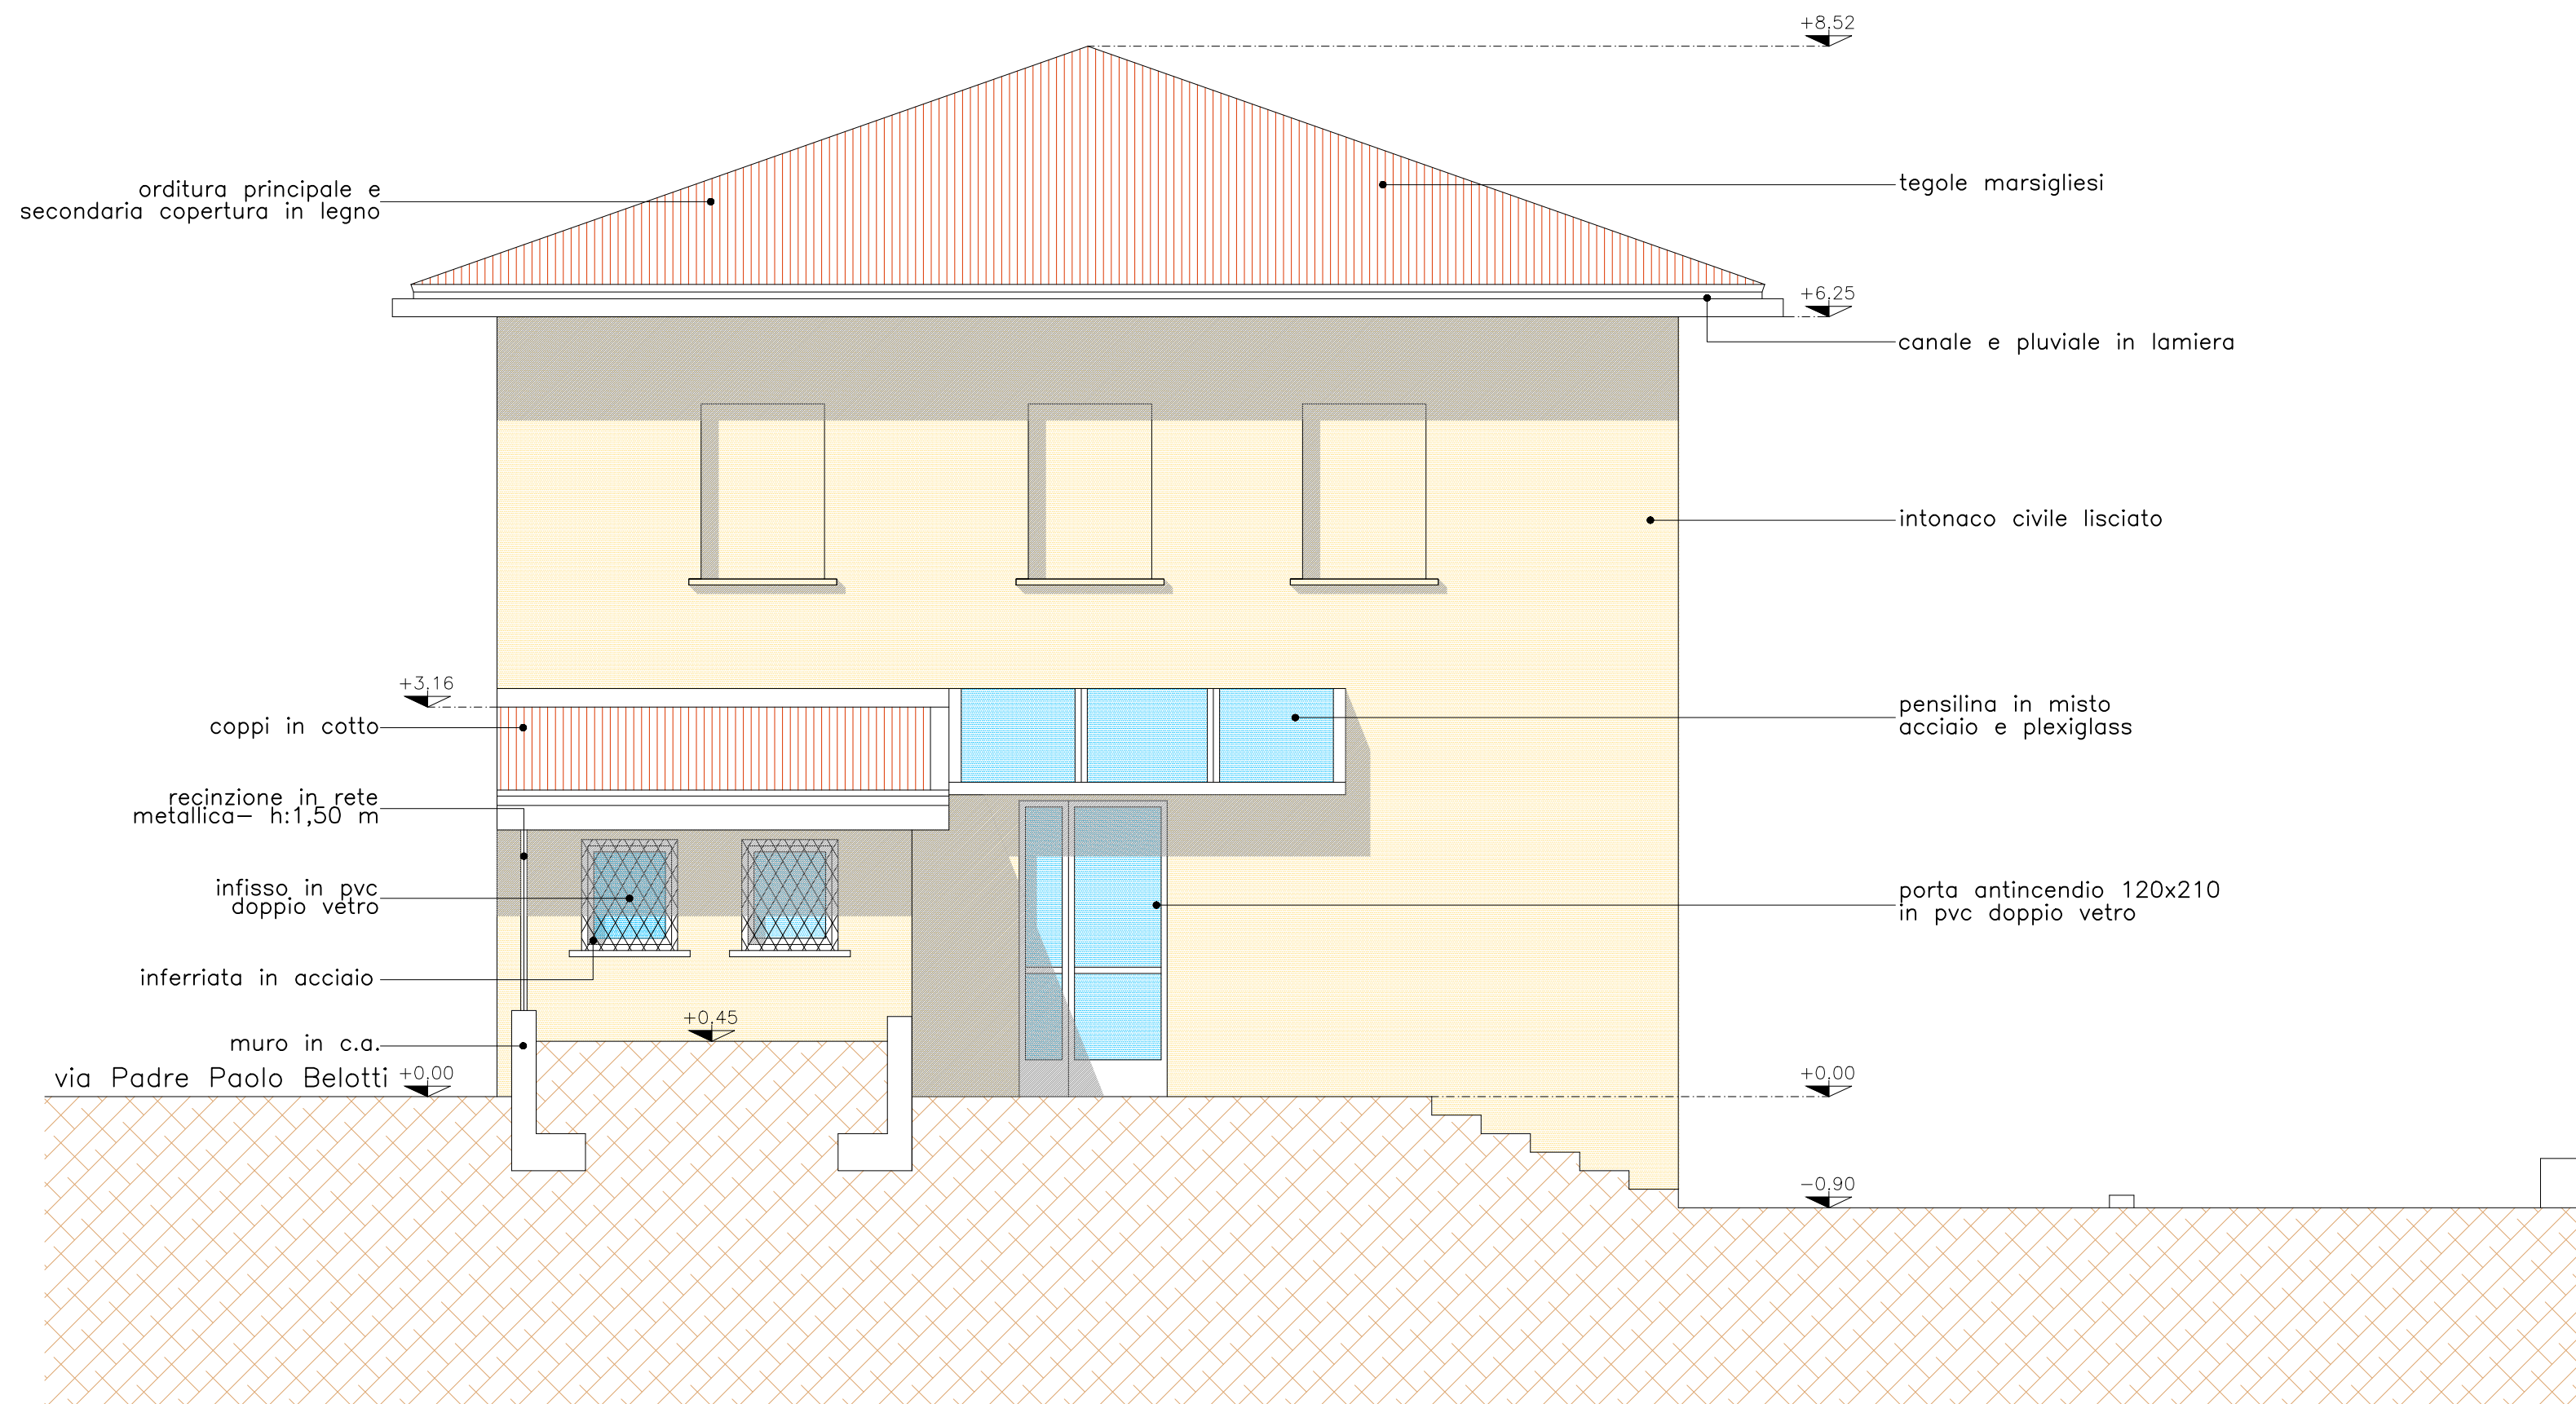 +8.52
orditura principale e
secondaria copertura in legno
tegole marsigliesi
+6.25
canale e pluviale in lamiera
intonaco civile lisciato
+3.16
coppi in cotto
pensilina in misto
acciaio e plexiglass
recinzione in rete
metallica- h:1,50 m
infisso in pvc
doppio vetro
porta antincendio 120x210
in pvc doppio vetro
inferriata in acciaio
+0.45
muro in c.a.
via Padre Paolo Belotti
+0.00
+0.00
-0.90